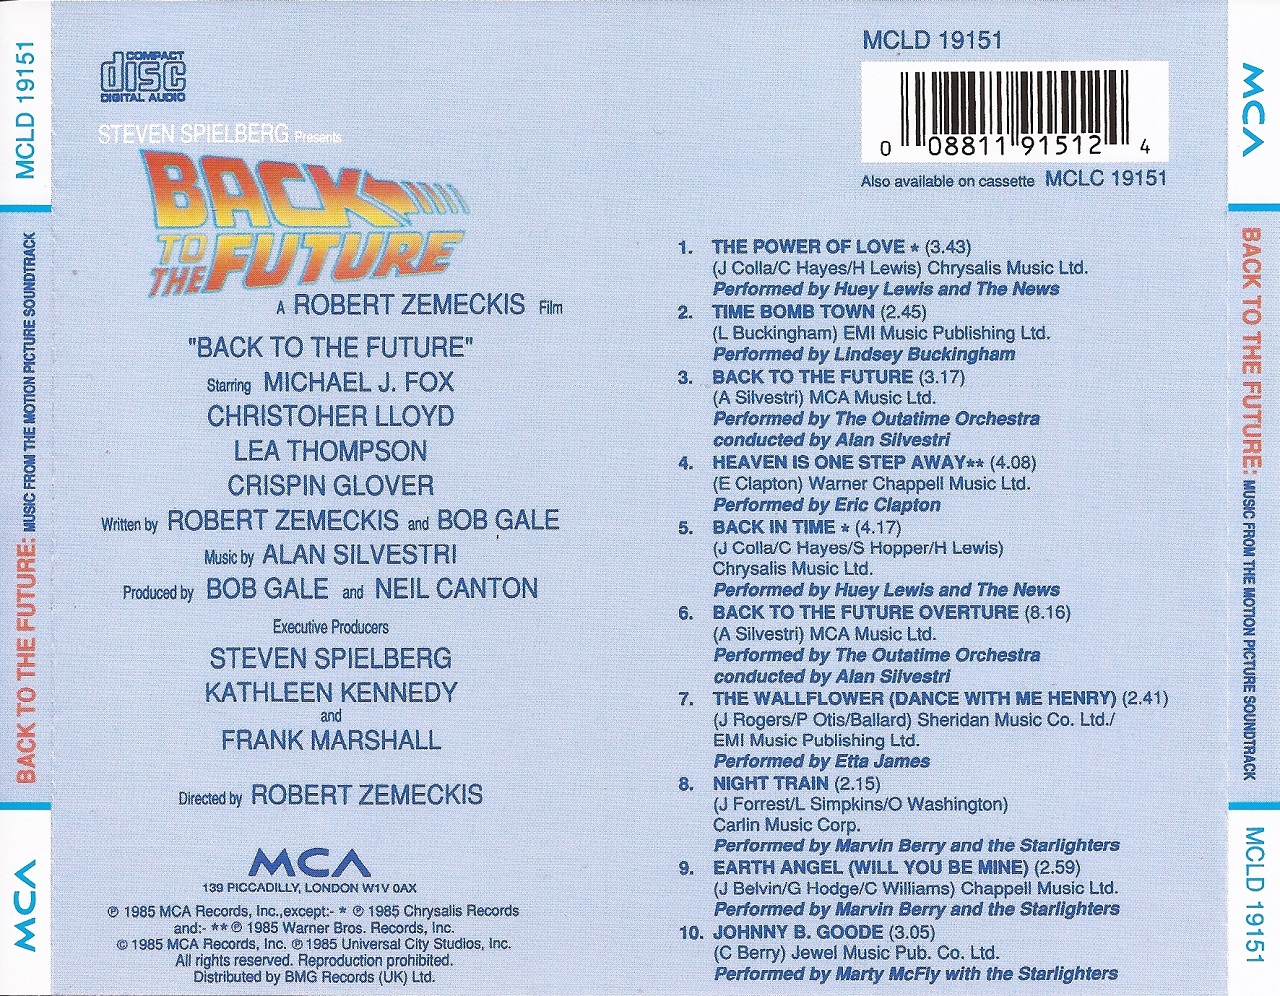 MCLD 19151
BACK TO THE FUTURE: MUSIC FROM THE MOTION PICTURE SOUNDTRACK
MCA
COMPACT
disc
DIGITAL AUDIO
STEVEN SPIELBERG Presents
BACK
TO
THE FUTURE
A ROBERT ZEMECKIS Film
"BACK TO THE FUTURE"
Starring MICHAEL J. FOX
CHRISTOHER LLOYD
LEA THOMPSON
CRISPIN GLOVER
Written by ROBERT ZEMECKIS and BOB GALE
Music by ALAN SILVESTRI
Produced by BOB GALE and NEIL CANTON
Executive Producers
STEVEN SPIELBERG
KATHLEEN KENNEDY
and
FRANK MARSHALL
Directed by ROBERT ZEMECKIS
MCA
139 PICCADILLY, LONDON W1V 0AX
℗ 1985 MCA Records, Inc.,except:- * ℗ 1985 Chrysalis Records
and:- ** ℗ 1985 Warner Bros. Records, Inc.
© 1985 MCA Records, Inc. ℗ 1985 Universal City Studios, Inc.
All rights reserved. Reproduction prohibited.
Distributed by BMG Records (UK) Ltd.
MCLD 19151
0 08811 91512 4
Also available on cassette MCLC 19151
1. THE POWER OF LOVE * (3.43)
(J Colla/C Hayes/H Lewis) Chrysalis Music Ltd.
Performed by Huey Lewis and The News
2. TIME BOMB TOWN (2.45)
(L Buckingham) EMI Music Publishing Ltd.
Performed by Lindsey Buckingham
3. BACK TO THE FUTURE (3.17)
(A Silvestri) MCA Music Ltd.
Performed by The Outatime Orchestra
conducted by Alan Silvestri
4. HEAVEN IS ONE STEP AWAY** (4.08)
(E Clapton) Warner Chappell Music Ltd.
Performed by Eric Clapton
5. BACK IN TIME * (4.17)
(J Colla/C Hayes/S Hopper/H Lewis)
Chrysalis Music Ltd.
Performed by Huey Lewis and The News
6. BACK TO THE FUTURE OVERTURE (8.16)
(A Silvestri) MCA Music Ltd.
Performed by The Outatime Orchestra
conducted by Alan Silvestri
7. THE WALLFLOWER (DANCE WITH ME HENRY) (2.41)
(J Rogers/P Otis/Ballard) Sheridan Music Co. Ltd./
EMI Music Publishing Ltd.
Performed by Etta James
8. NIGHT TRAIN (2.15)
(J Forrest/L Simpkins/O Washington)
Carlin Music Corp.
Performed by Marvin Berry and the Starlighters
9. EARTH ANGEL (WILL YOU BE MINE) (2.59)
(J Belvin/G Hodge/C Williams) Chappell Music Ltd.
Performed by Marvin Berry and the Starlighters
10. JOHNNY B. GOODE (3.05)
(C Berry) Jewel Music Pub. Co. Ltd.
Performed by Marty McFly with the Starlighters
MCA
BACK TO THE FUTURE: MUSIC FROM THE MOTION PICTURE SOUNDTRACK
MCLD 19151